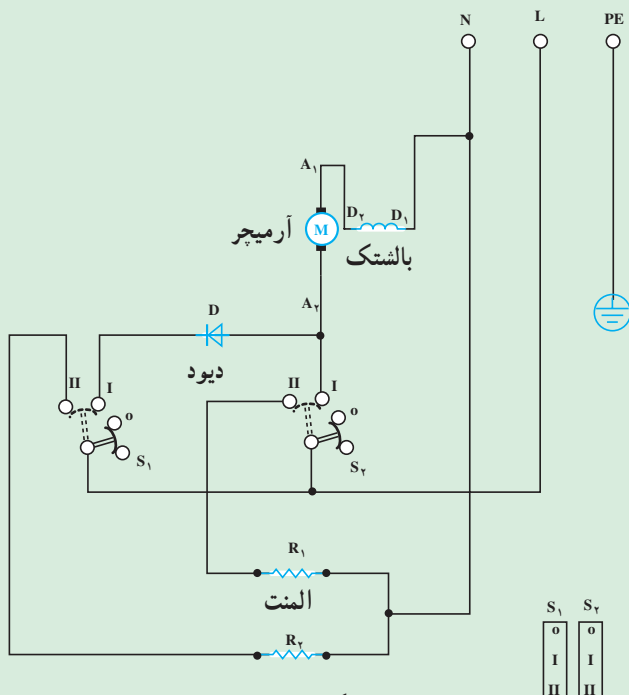 N L PE
A۱
D۲ D۱
آرمیچر M
بالشتک
A۲
D
دیود
II I
o
S۱
II I
o
S۲
R۱
المنت
R۲
S۱ S۲
o o
I I
II II